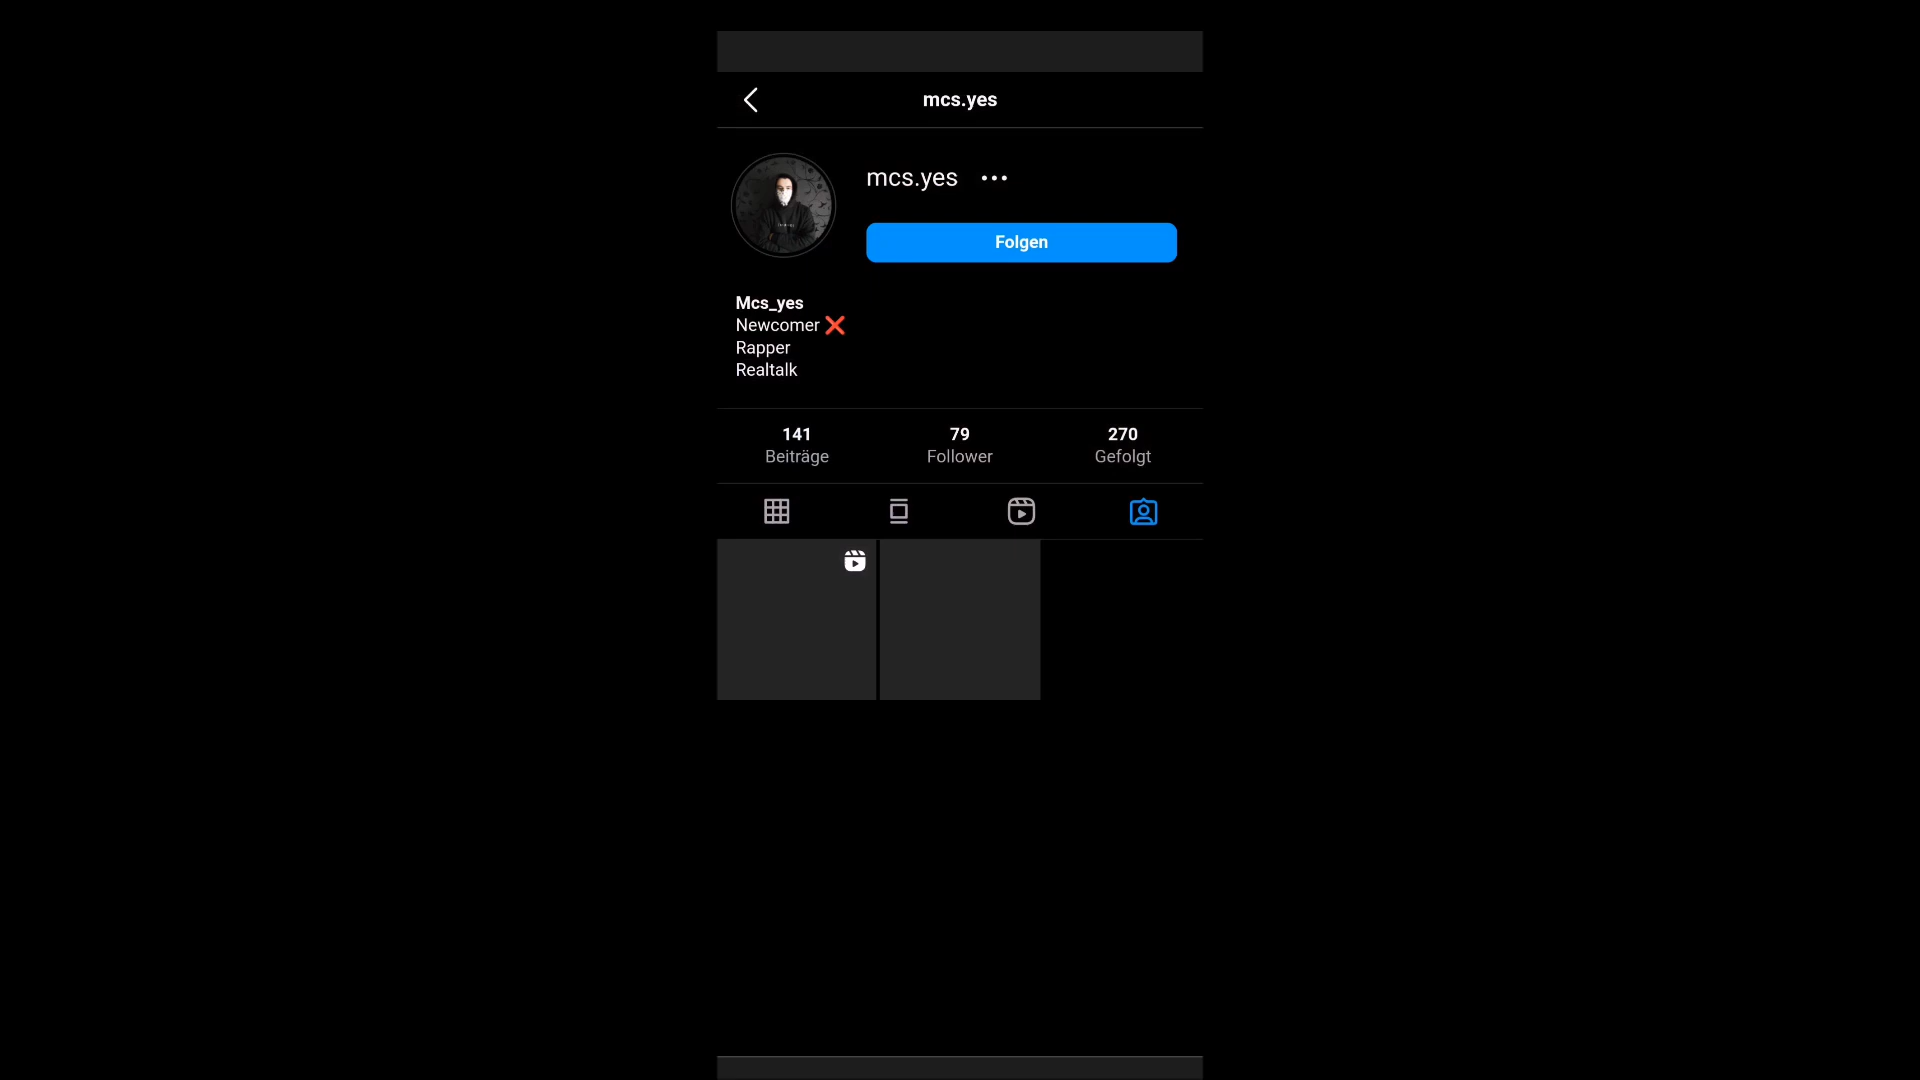 mcs.yes
mcs.yes
Folgen
Mcs_yes
Newcomer ❌
Rapper
Realtalk
141 79 270
Beiträge Follower Gefolgt